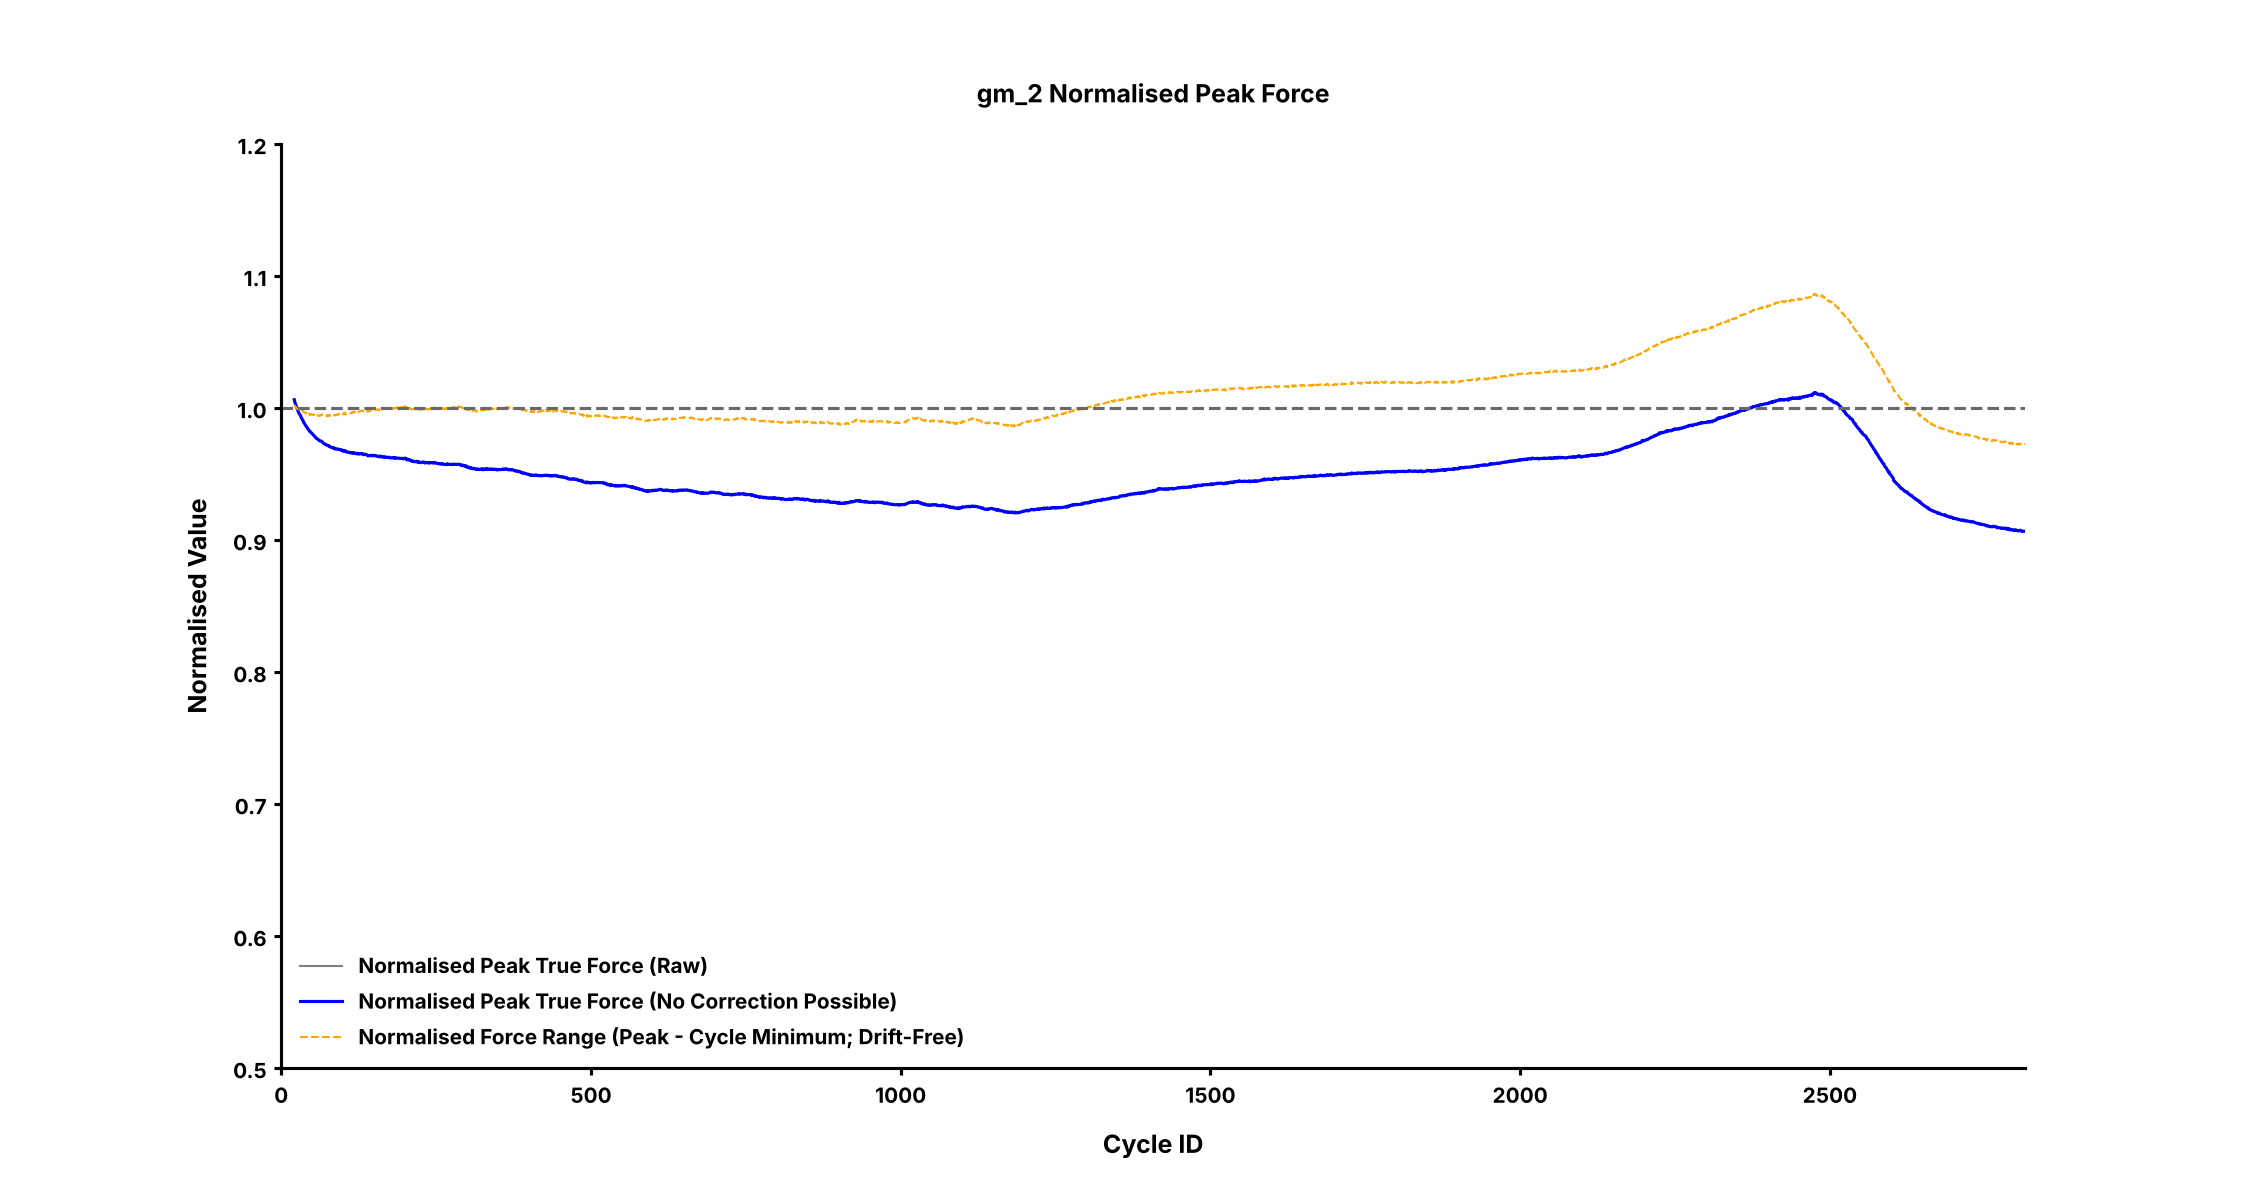 gm_2 Normalised Peak Force
1.2
1.1
1.0
0.9
0.8
0.7
0.6
0.5
Normalised Value
Normalised Peak True Force (Raw)
Normalised Peak True Force (No Correction Possible)
Normalised Force Range (Peak - Cycle Minimum; Drift-Free)
0 500 1000 1500 2000 2500
Cycle ID